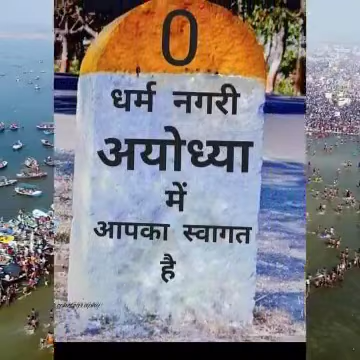 0
धर्म नगरी
अयोध्या
में
आपका स्वागत
है